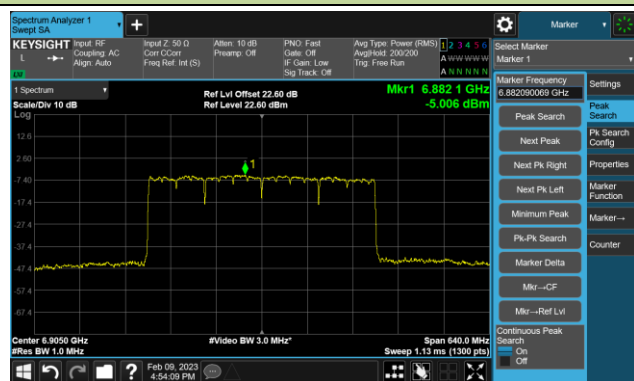 Spectrum Analyzer 1
Swept SA
Marker
KEYSIGHT
L
LXI
Input: RF
Coupling: AC
Align: Auto
Input Z: 50 Ω
Corr CCorr
Freq Ref: Int (S)
Atten: 10 dB
Preamp: Off
PNO: Fast
Gate: Off
IF Gain: Low
Sig Track: Off
Avg Type: Power (RMS)
Avg|Hold: 200/200
Trig: Free Run
1 2 3 4 5 6
A W W W W W
A N N N N N
Select Marker
Marker 1
1 Spectrum
Scale/Div 10 dB
Log
Ref Lvl Offset 22.60 dB
Ref Level 22.60 dBm
Mkr1 6.882 1 GHz
-5.006 dBm
1
12.6
2.60
-7.40
-17.4
-27.4
-37.4
-47.4
-57.4
-67.4
Center 6.9050 GHz
#Res BW 1.0 MHz
#Video BW 3.0 MHz*
Span 640.0 MHz
Sweep 1.13 ms (1300 pts)
Marker Frequency
6.882090069 GHz
Peak Search
Next Peak
Next Pk Right
Next Pk Left
Minimum Peak
Pk-Pk Search
Marker Delta
Mkr→CF
Mkr→Ref Lvl
Continuous Peak
Search
On
Off
Settings
Peak
Search
Pk Search
Config
Properties
Marker
Function
Marker→
Counter
Feb 09, 2023
4:54:09 PM